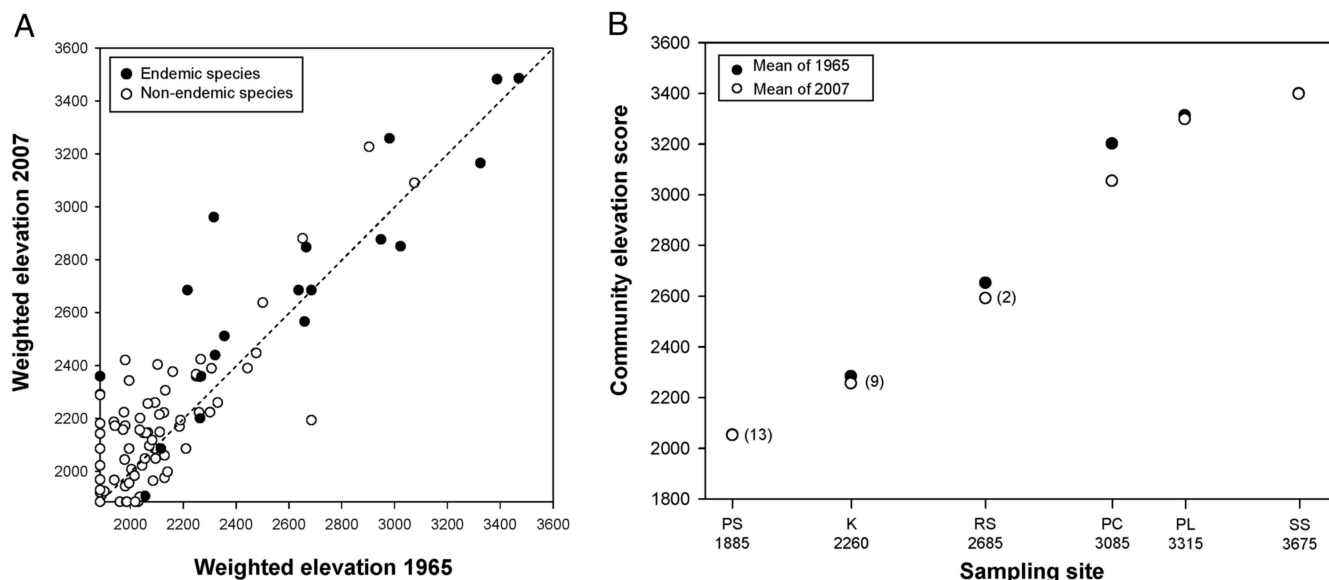 A
3600
3400
3200
3000
2800
2600
2400
2200
2000
Weighted elevation 2007
Endemic species
Non-endemic species
2000 2200 2400 2600 2800 3000 3200 3400 3600
Weighted elevation 1965
B
3600
3400
3200
3000
2800
2600
2400
2200
2000
1800
Community elevation score
Mean of 1965
Mean of 2007
(13)
(9)
(2)
PS K RS PC PL SS
1885 2260 2685 3085 3315 3675
Sampling site